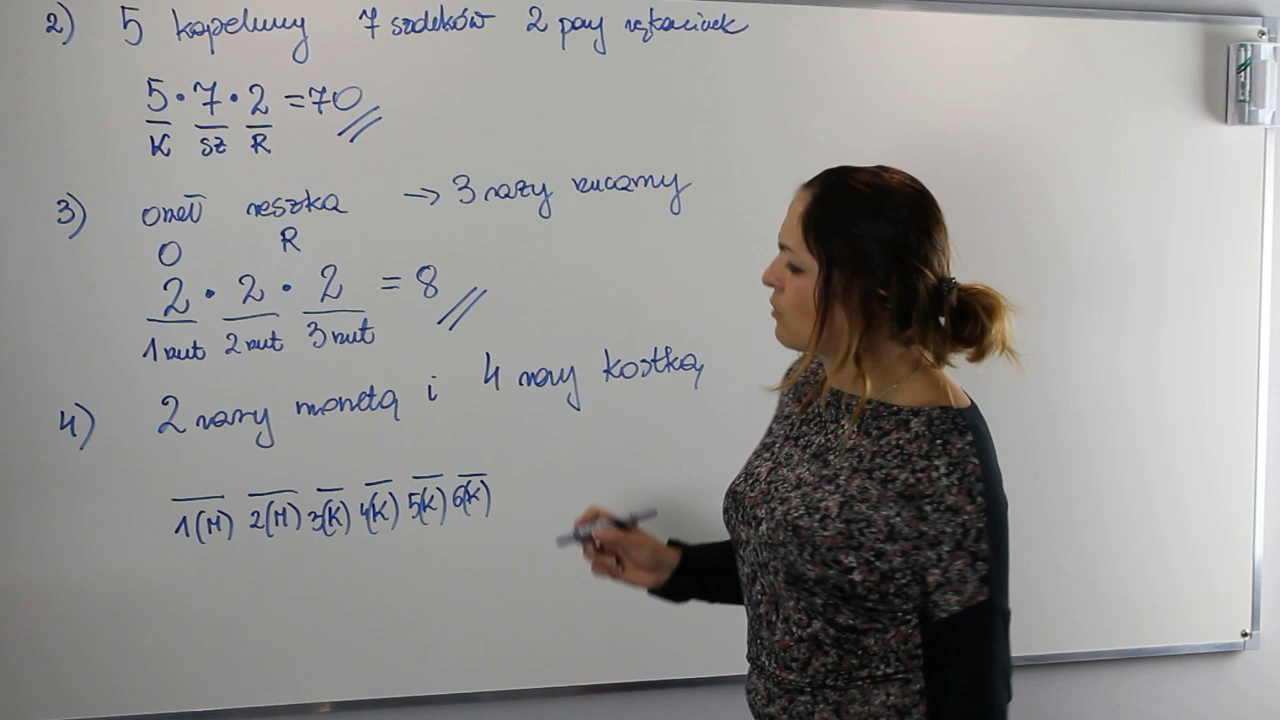 2) 5 kapeluszy 7 szalików 2 pary rękawiczek
5 · 7 · 2 = 70
K SZ R
3) orzeł reszka → 3 razy rzucamy
O R
2 · 2 · 2 = 8
1 rzut 2 rzut 3 rzut
4) 2 razy monetą i 4 razy kostką
1(M) 2(M) 3(K) 4(K) 5(K) 6(K)